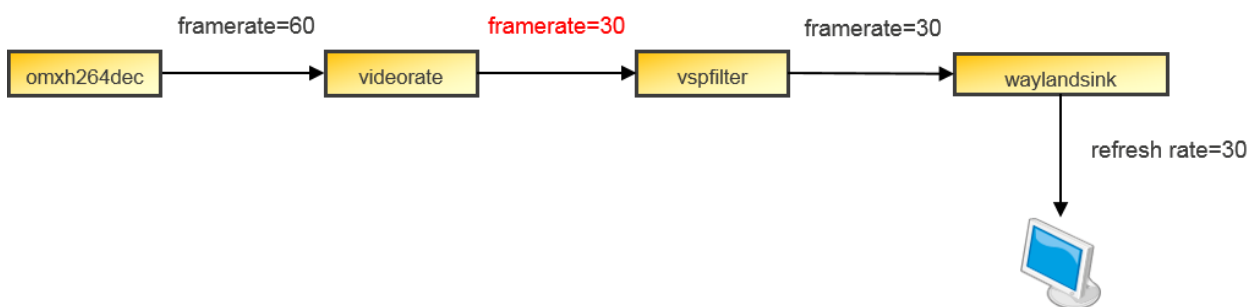 framerate=60
framerate=30
framerate=30
omxh264dec
videorate
vspfilter
waylandsink
refresh rate=30